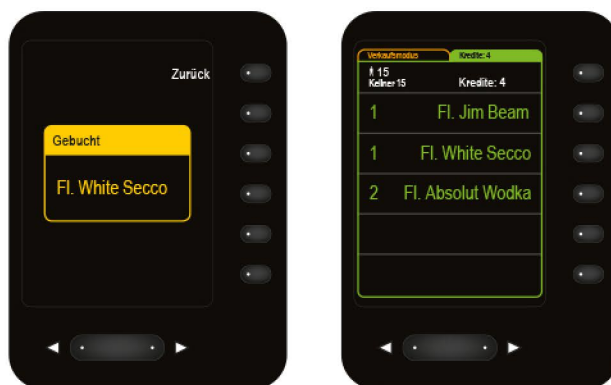 Zurück
Gebucht
Fl. White Secco
Verkaufsmodus
Kredite: 4
15
Kellner 15
Kredite: 4
1 Fl. Jim Beam
1 Fl. White Secco
2 Fl. Absolut Wodka